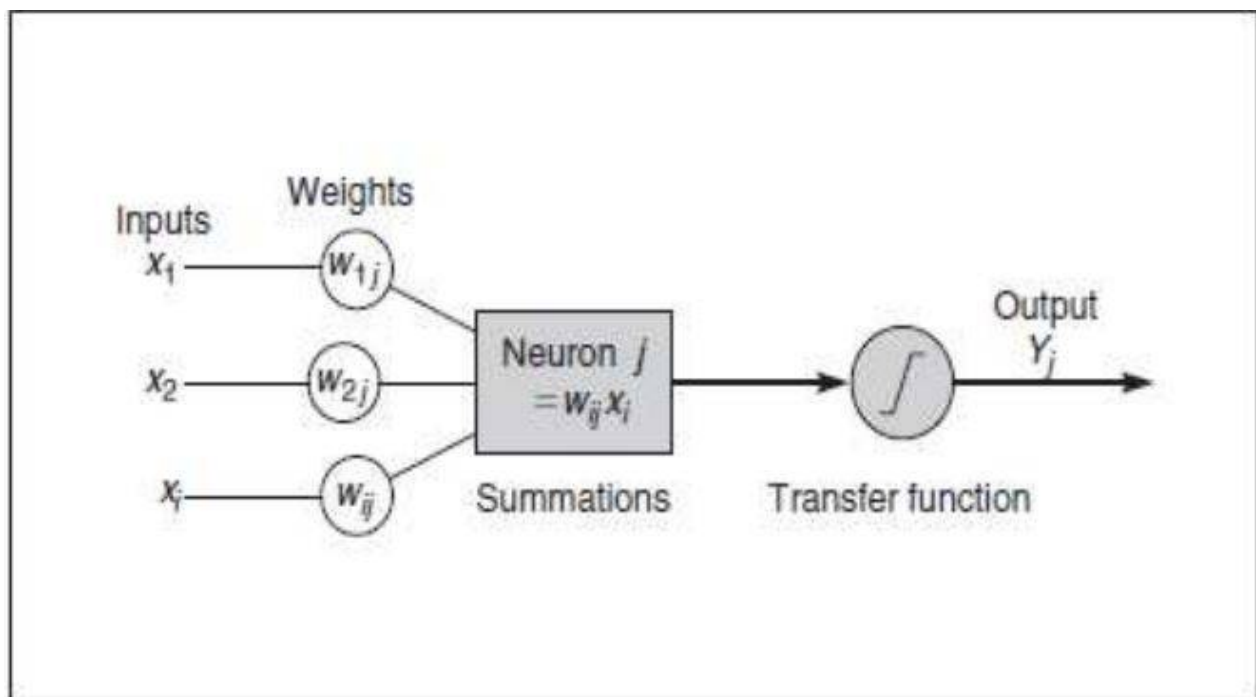 Weights
Inputs
x₁
w₁ⱼ
x₂
w₂ⱼ
xᵢ
wᵢⱼ
Neuron j
= wᵢⱼ xᵢ
Summations
Transfer function
Output
Yⱼ